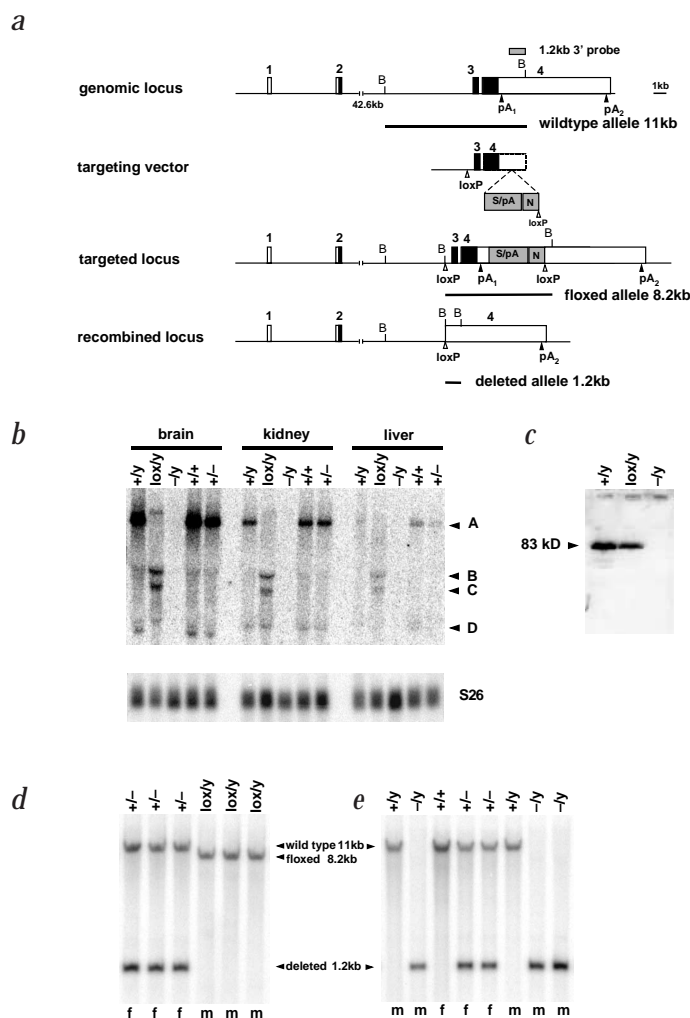 a
1.2kb 3' probe
1 2 B 3 B 4
genomic locus
1kb
42.6kb
pA1 pA2
wildtype allele 11kb
3 4
targeting vector
loxP
S/pA N
loxP
1 2 B B 3 4 B
targeted locus
S/pA N
loxP pA1 loxP pA2
floxed allele 8.2kb
1 2 B B B 4
recombined locus
loxP pA2
deleted allele 1.2kb
b
brain kidney liver
+/y lox/y –/y +/+ +/– +/y lox/y –/y +/+ +/– +/y lox/y –/y +/+ +/–
A
B
C
D
S26
c
+/y lox/y –/y
83 kD
d
+/– +/– +/– lox/y lox/y lox/y
e
+/y –/y +/+ +/– +/– +/y –/y –/y
wild type 11kb
floxed 8.2kb
deleted 1.2kb
f f f m m m
m m f f f m m m